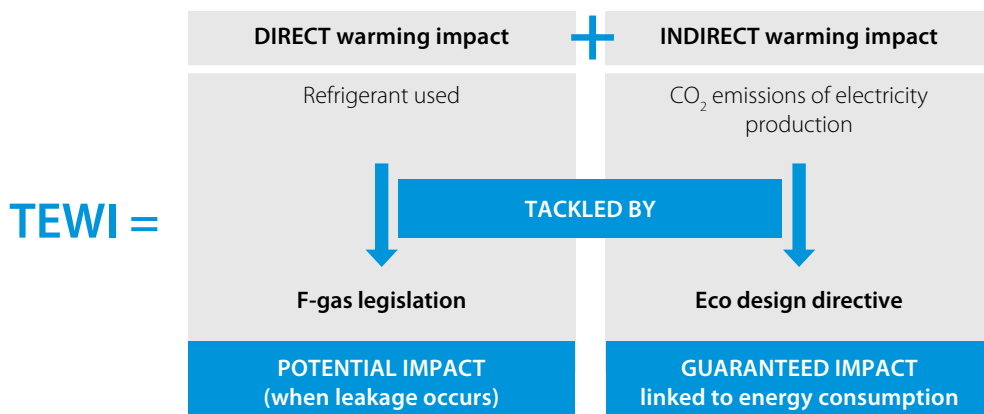 TEWI =
DIRECT warming impact
+
INDIRECT warming impact
Refrigerant used
CO₂ emissions of electricity
production
TACKLED BY
F-gas legislation
Eco design directive
POTENTIAL IMPACT
(when leakage occurs)
GUARANTEED IMPACT
linked to energy consumption